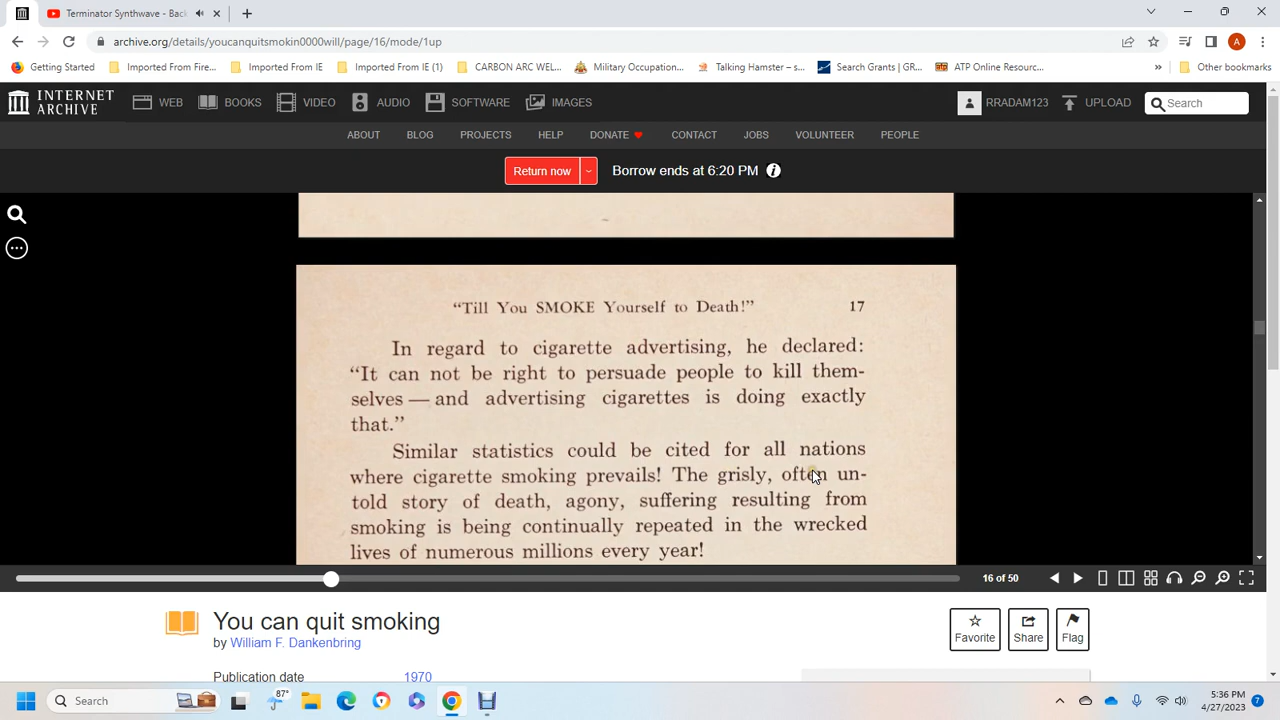 Terminator Synthwave - Bac
archive.org/details/youcanquitsmokin0000will/page/16/mode/1up
A
Getting Started
Imported From Fire...
Imported From IE
Imported From IE (1)
CARBON ARC WEL...
Military Occupation...
Talking Hamster – s...
Search Grants | GR...
ATP Online Resourc...
»
Other bookmarks
INTERNET
ARCHIVE
WEB
BOOKS
VIDEO
AUDIO
SOFTWARE
IMAGES
RRADAM123
UPLOAD
Search
ABOUT
BLOG
PROJECTS
HELP
DONATE
CONTACT
JOBS
VOLUNTEER
PEOPLE
Return now
Borrow ends at 6:20 PM
“Till You SMOKE Yourself to Death!” 17
In regard to cigarette advertising, he declared:
“It can not be right to persuade people to kill them-
selves — and advertising cigarettes is doing exactly
that.”
Similar statistics could be cited for all nations
where cigarette smoking prevails! The grisly, often un-
told story of death, agony, suffering resulting from
smoking is being continually repeated in the wrecked
lives of numerous millions every year!
16 of 50
You can quit smoking
by William F. Dankenbring
Favorite
Share
Flag
Publication date 1970
Search
87°
5:36 PM
4/27/2023
7